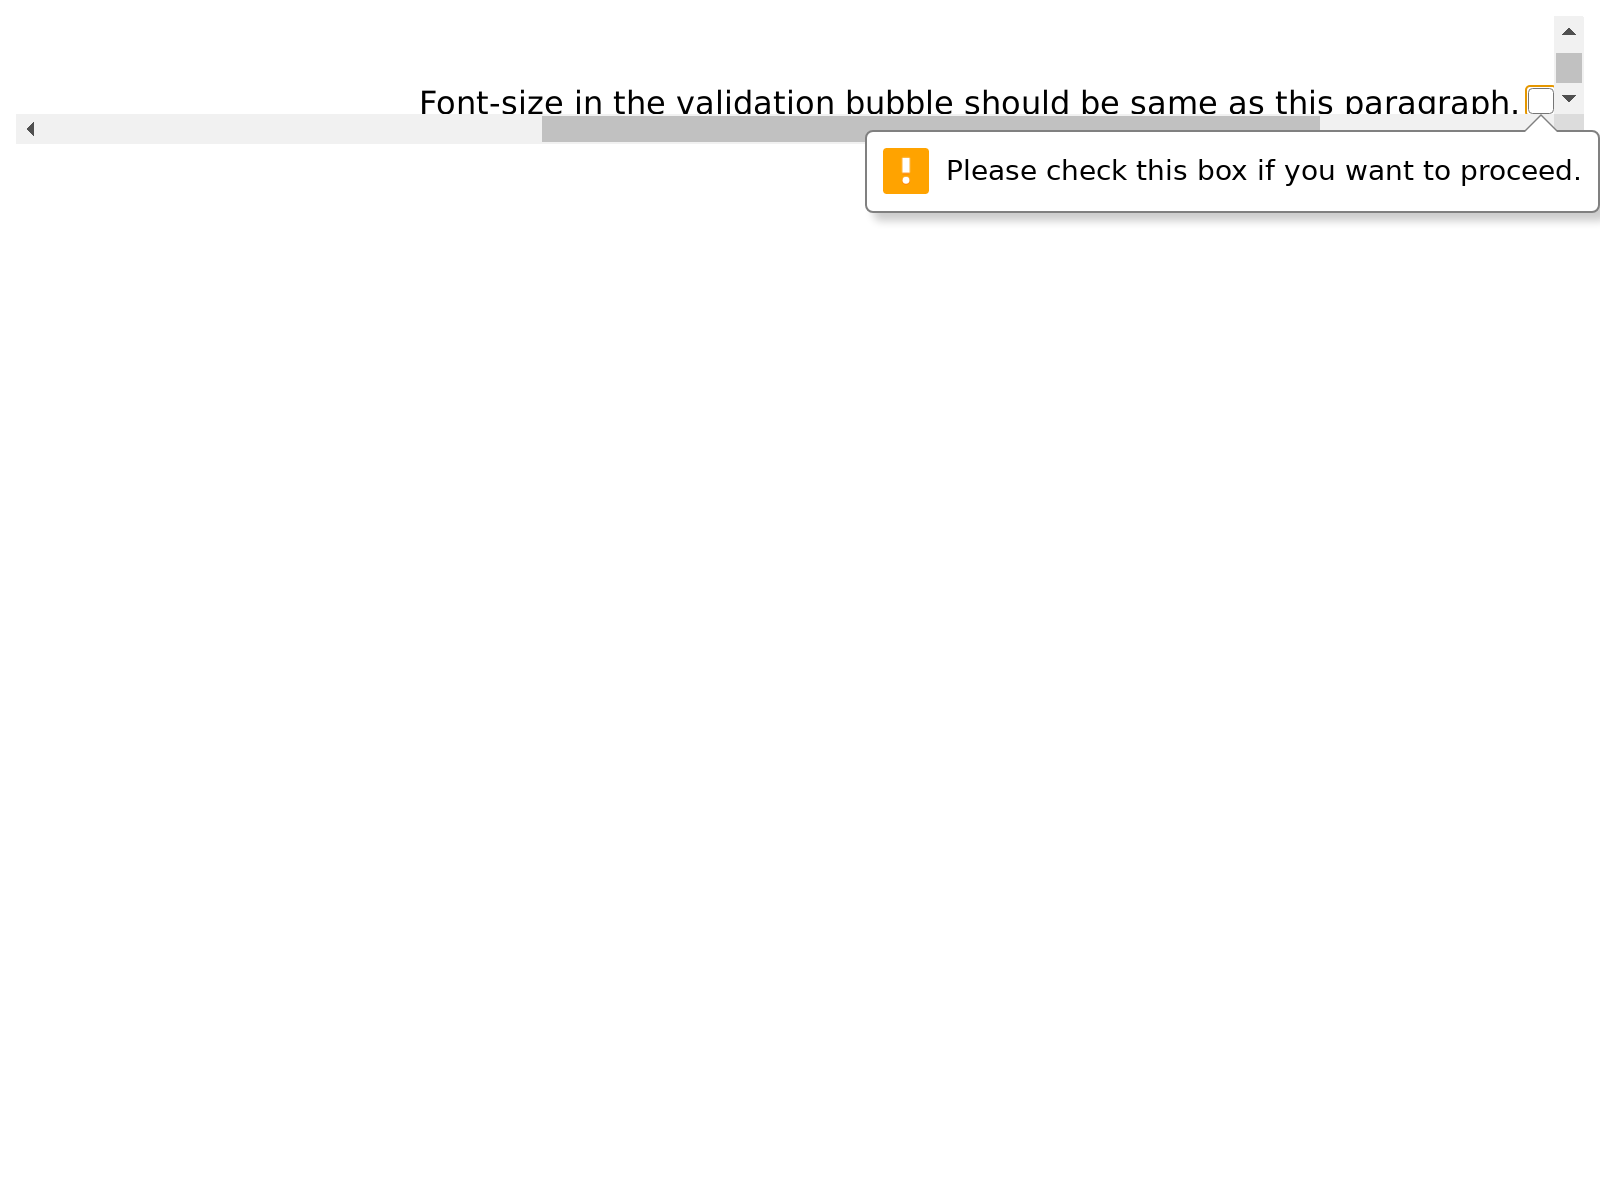 Font-size in the validation bubble should be same as this paragraph.
Please check this box if you want to proceed.